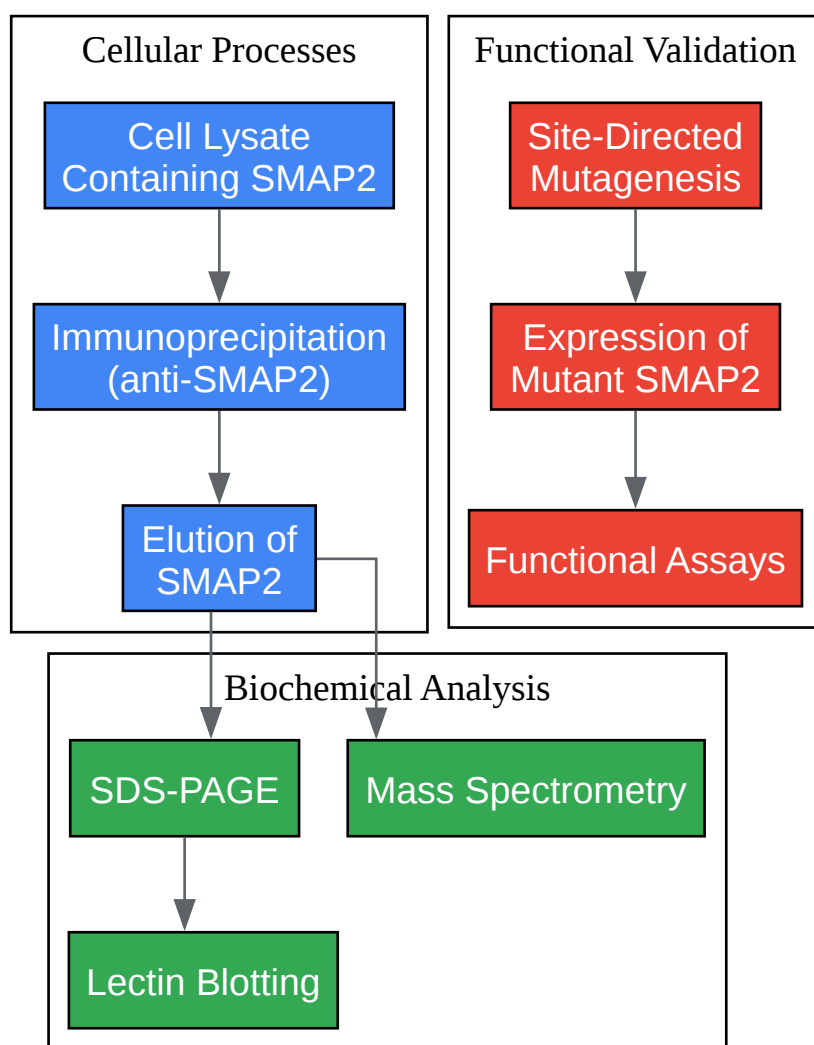 Cellular Processes
Cell Lysate
Containing SMAP2
Immunoprecipitation
(anti-SMAP2)
Elution of
SMAP2
Functional Validation
Site-Directed
Mutagenesis
Expression of
Mutant SMAP2
Functional Assays
Biochemical Analysis
SDS-PAGE
Mass Spectrometry
Lectin Blotting